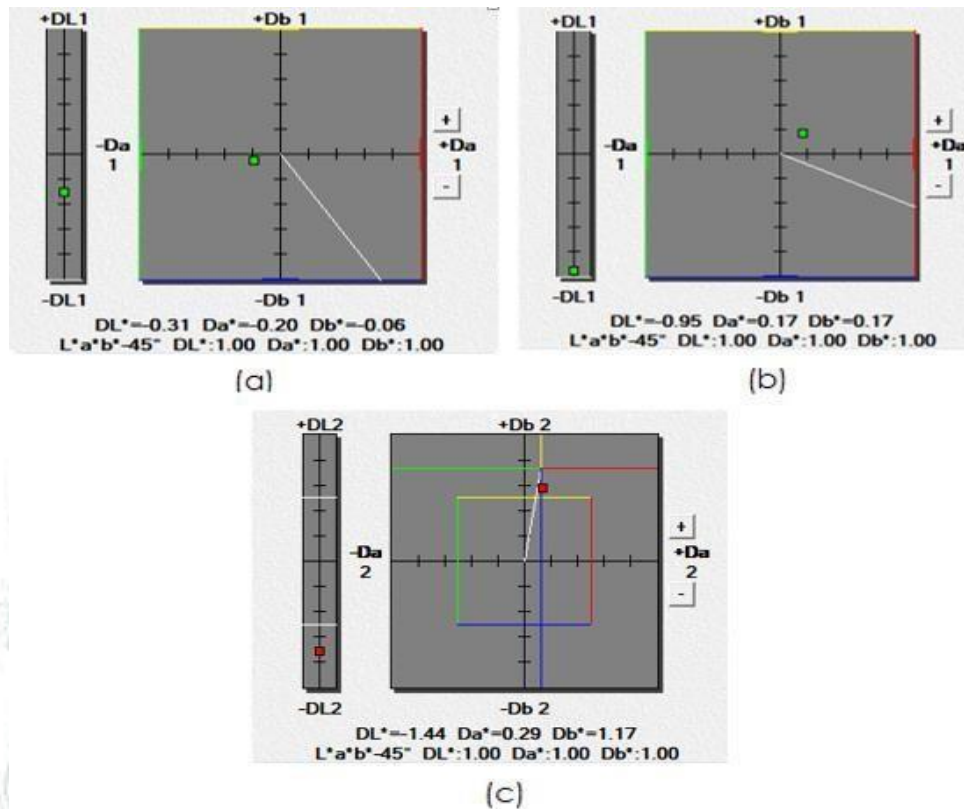 +DL1
+Db 1
-Da
1
+
+Da
1
-
-DL1
-Db 1
DL*=-0.31 Da*=-0.20 Db*=-0.06
L*a*b*-45" DL*:1.00 Da*:1.00 Db*:1.00
(a)
+DL1
+Db 1
-Da
1
+
+Da
1
-
-DL1
-Db 1
DL*=-0.95 Da*=0.17 Db*=0.17
L*a*b*-45" DL*:1.00 Da*:1.00 Db*:1.00
(b)
+DL2
+Db 2
-Da
2
+
+Da
2
-
-DL2
-Db 2
DL*=-1.44 Da*=0.29 Db*=1.17
L*a*b*-45" DL*:1.00 Da*:1.00 Db*:1.00
(c)